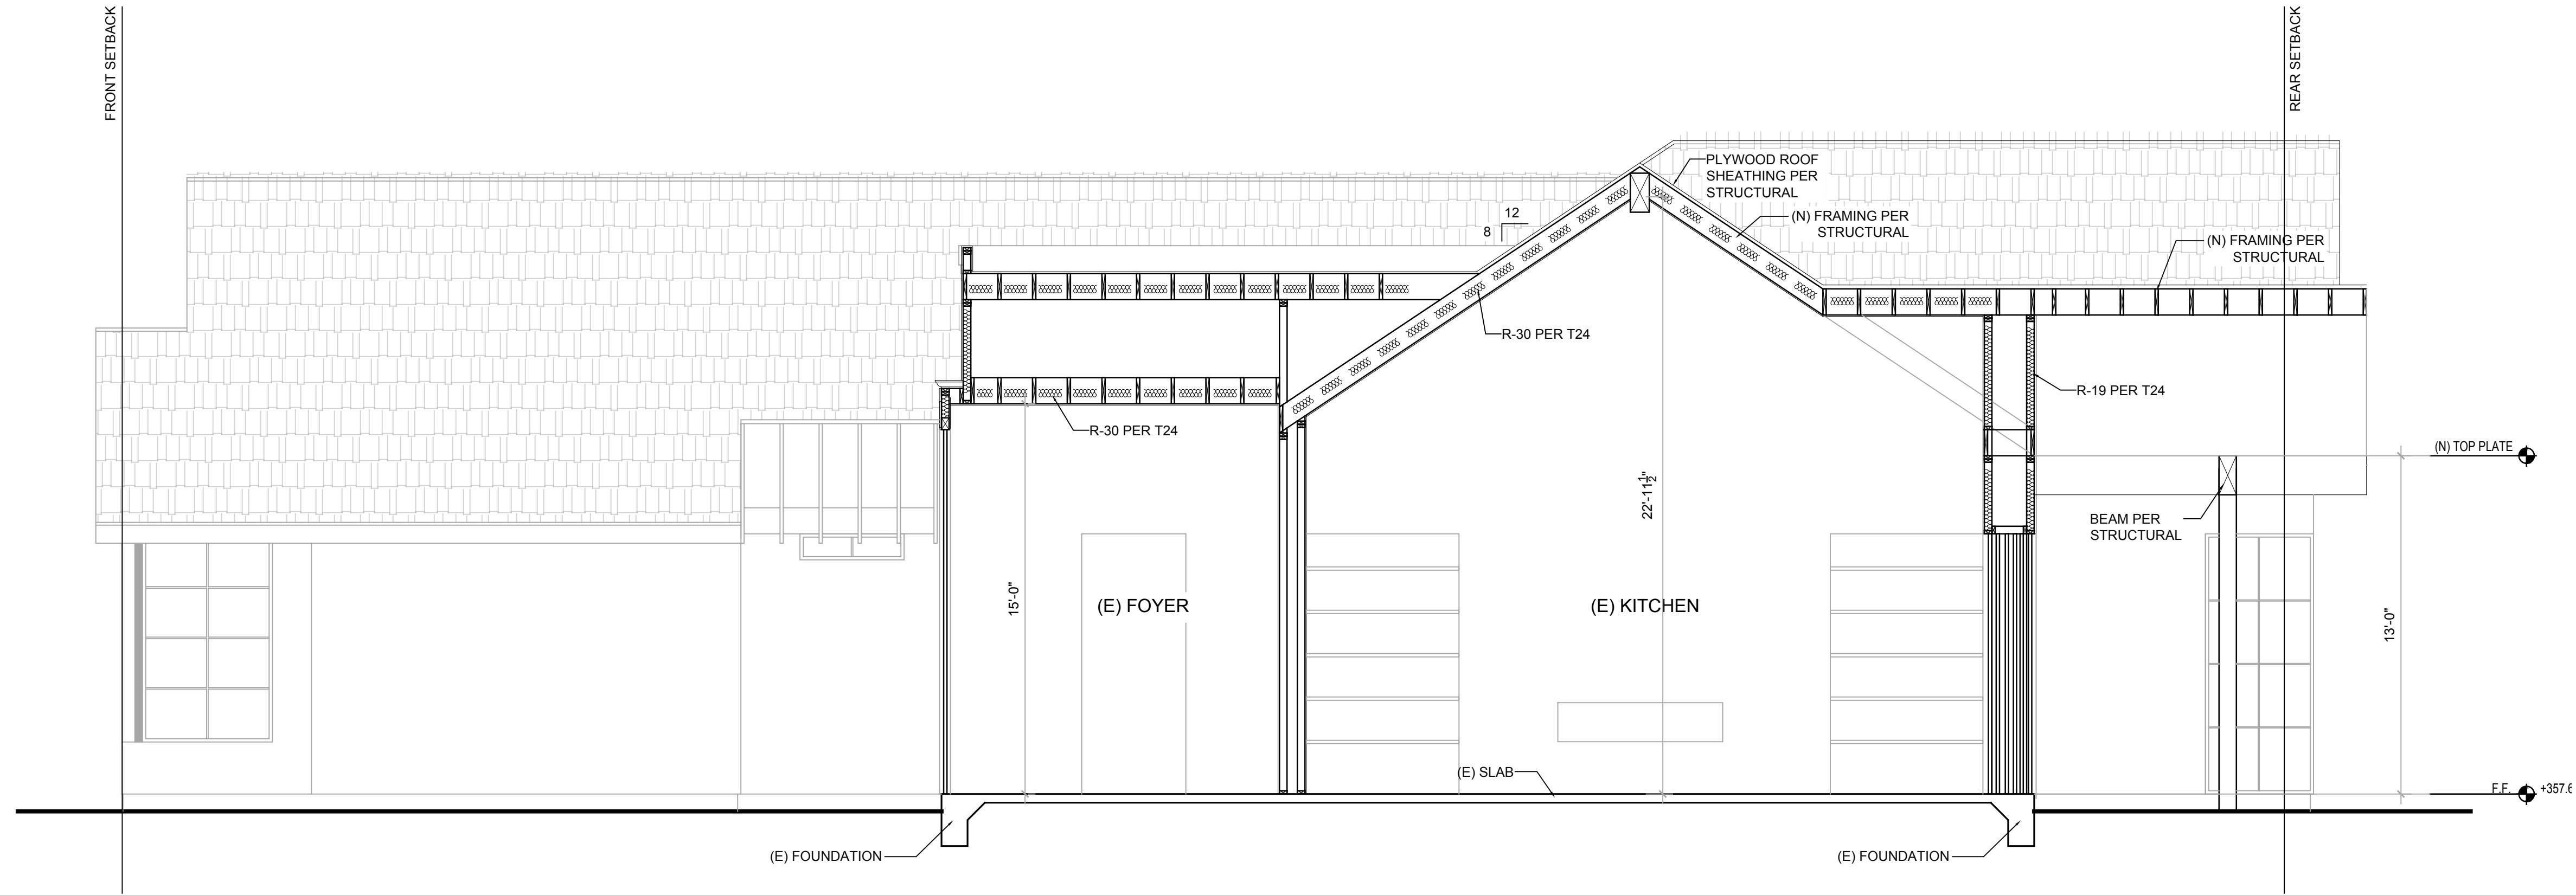 FRONT SETBACK
REAR SETBACK
PLYWOOD ROOF
SHEATHING PER
STRUCTURAL
12
8
(N) FRAMING PER
STRUCTURAL
(N) FRAMING PER
STRUCTURAL
R-30 PER T24
R-19 PER T24
R-30 PER T24
(N) TOP PLATE
22'-11½"
BEAM PER
STRUCTURAL
15'-0"
(E) FOYER
(E) KITCHEN
13'-0"
(E) SLAB
F.F. +357.6
(E) FOUNDATION
(E) FOUNDATION